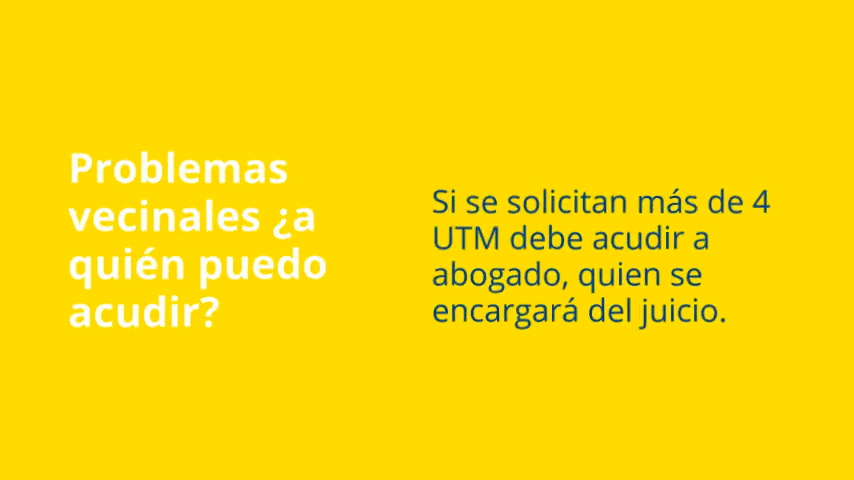 Problemas
vecinales ¿a
quién puedo
acudir?
Si se solicitan más de 4
UTM debe acudir a
abogado, quien se
encargará del juicio.